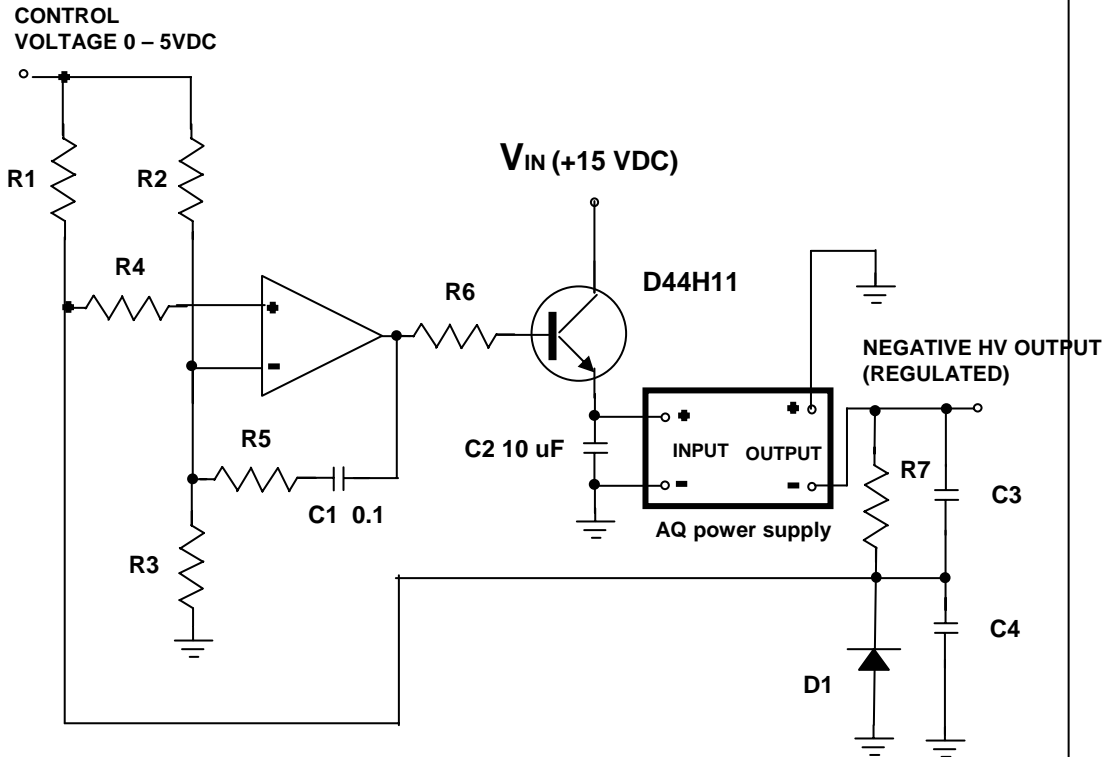 CONTROL
VOLTAGE 0 – 5VDC
VIN (+15 VDC)
R1
R2
R4
D44H11
R6
NEGATIVE HV OUTPUT
(REGULATED)
+
-
+
-
INPUT
OUTPUT
+
-
R5
C2 10 uF
R7
C3
C1 0.1
AQ power supply
R3
C4
D1